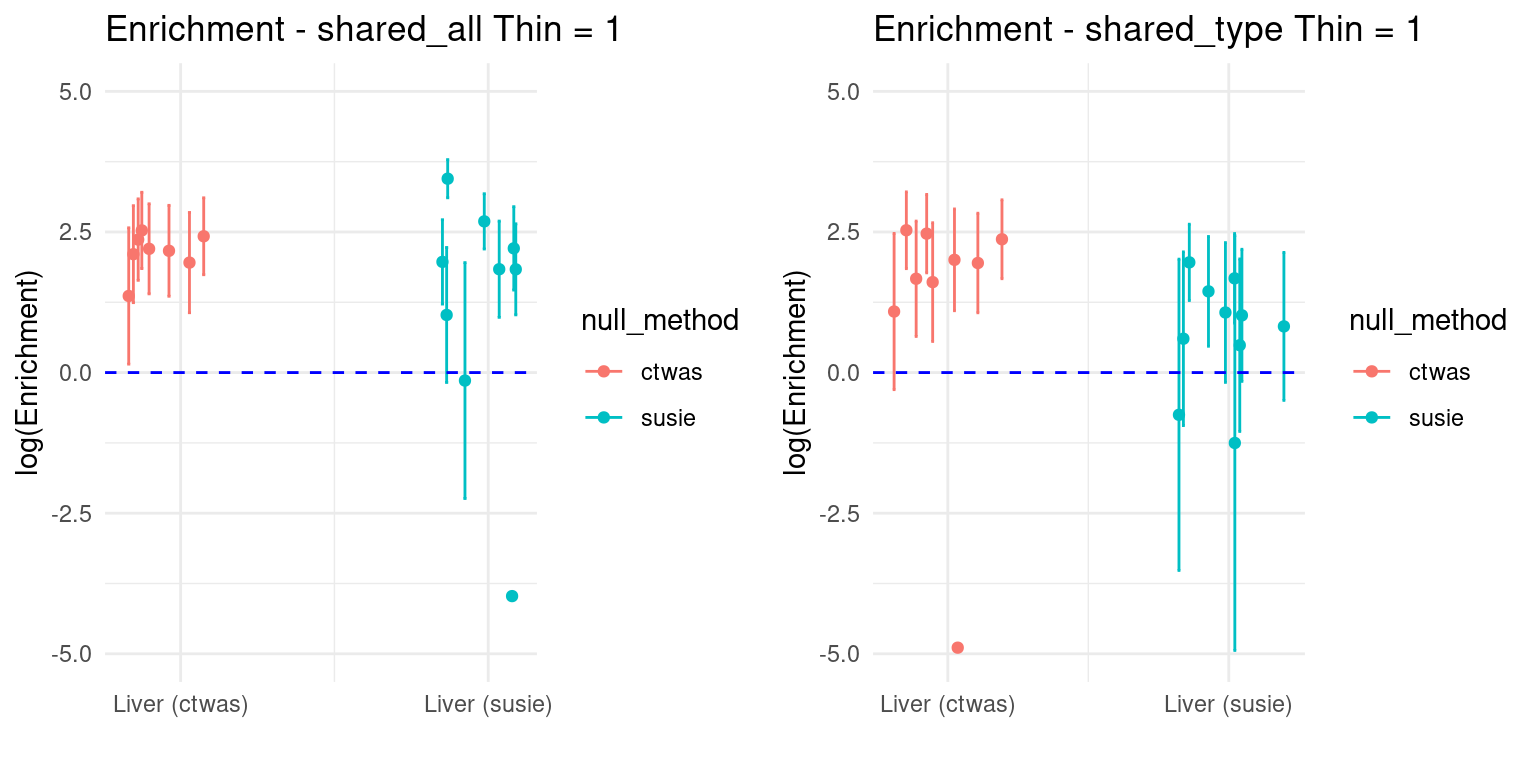 Enrichment - shared_all Thin = 1
log(Enrichment)
5.0
2.5
0.0
-2.5
-5.0
Liver (ctwas)
Liver (susie)
null_method
ctwas
susie
Enrichment - shared_type Thin = 1
log(Enrichment)
5.0
2.5
0.0
-2.5
-5.0
Liver (ctwas)
Liver (susie)
null_method
ctwas
susie